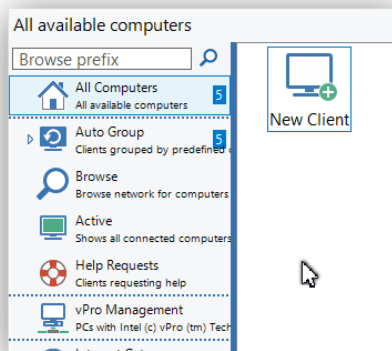 All available computers
Browse prefix
All Computers
All available computers
5
Auto Group
Clients grouped by predefined
5
Browse
Browse network for computers
Active
Shows all connected computers
Help Requests
Clients requesting help
vPro Management
PCs with Intel (c) vPro (tm) Tech
New Client